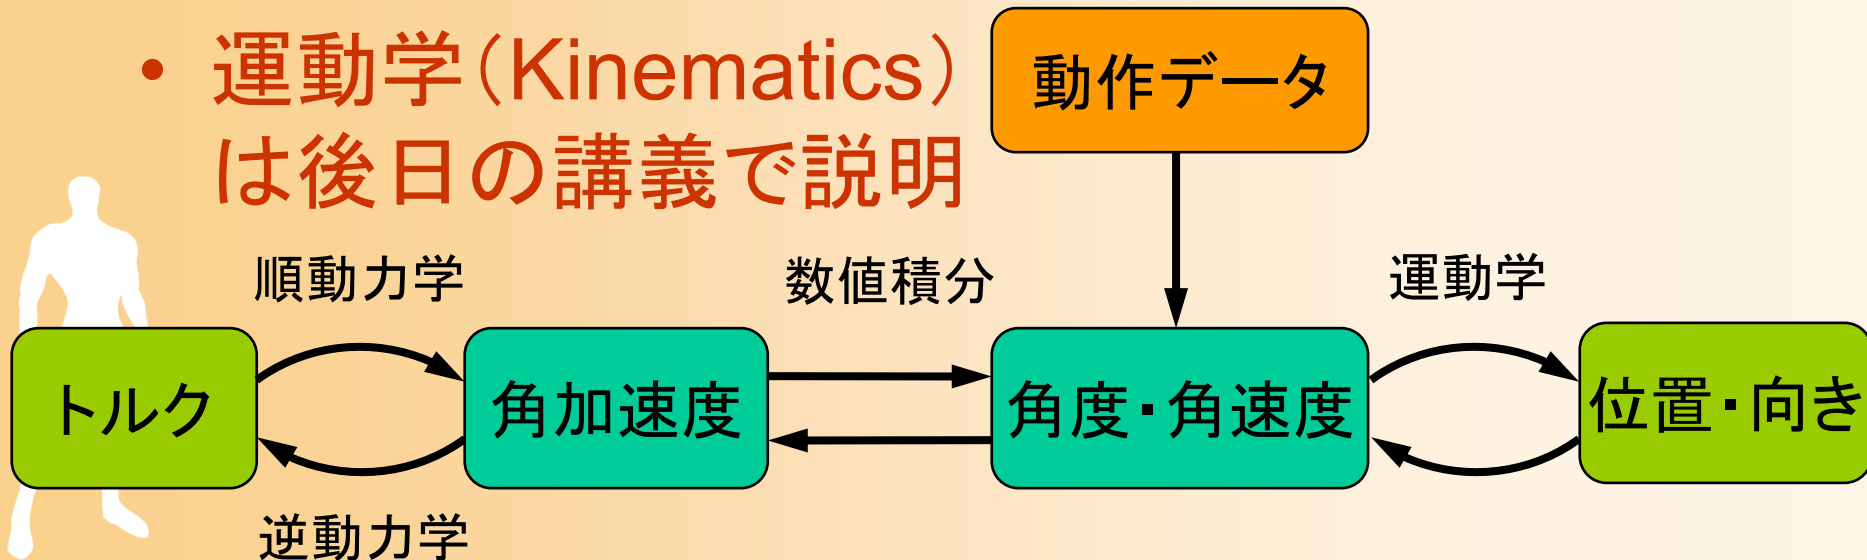 • 運動学(Kinematics)
は後日の講義で説明
動作データ
順動力学
数値積分
運動学
トルク
角加速度
角度・角速度
位置・向き
逆動力学